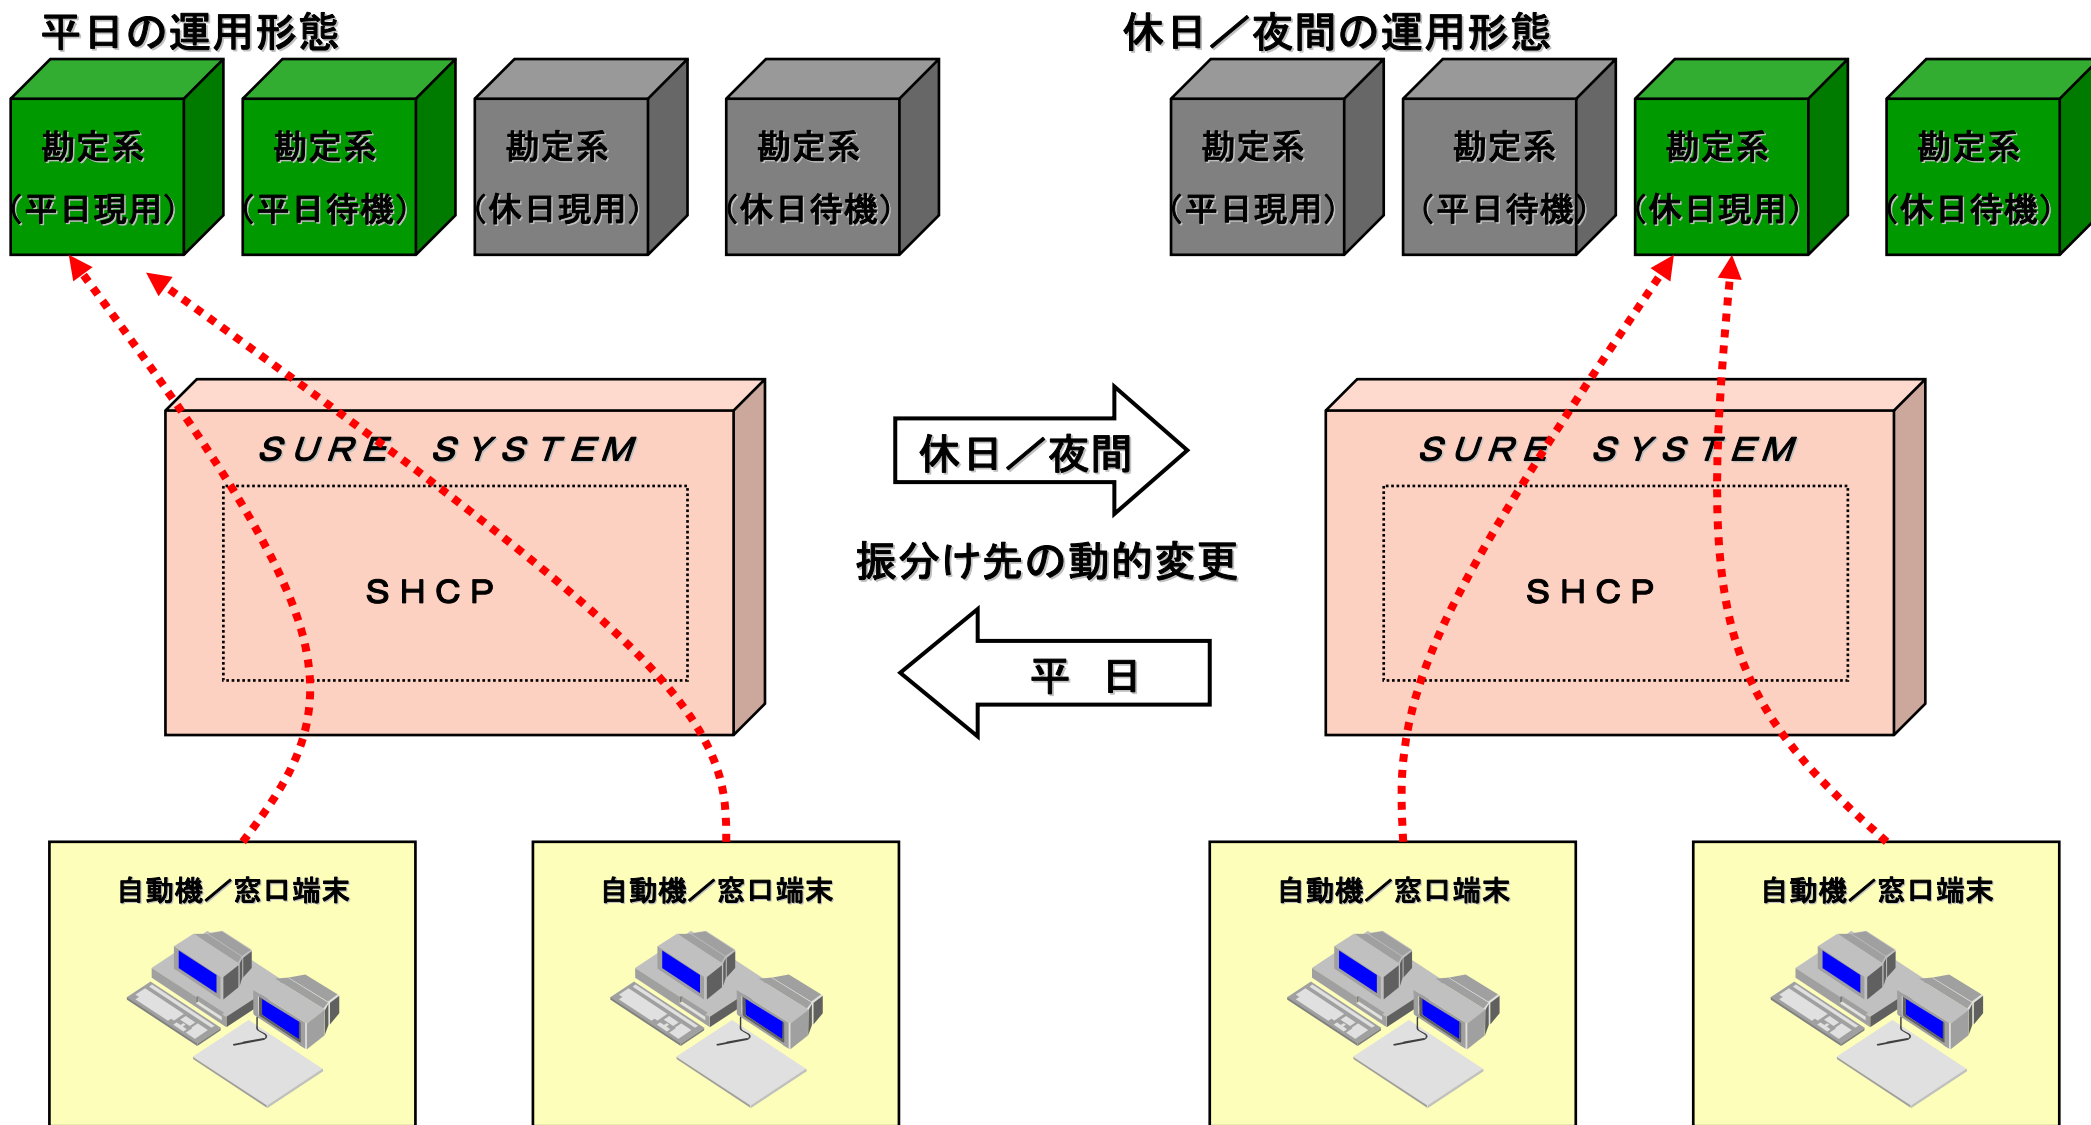 平日の運用形態
休日／夜間の運用形態
勘定系
（平日現用）
勘定系
（平日待機）
勘定系
（休日現用）
勘定系
（休日待機）
勘定系
（平日現用）
勘定系
（平日待機）
勘定系
（休日現用）
勘定系
（休日待機）
ＳＵＲＥ　ＳＹＳＴＥＭ
ＳＨＣＰ
休日／夜間
振分け先の動的変更
平　日
ＳＵＲＥ　ＳＹＳＴＥＭ
ＳＨＣＰ
自動機／窓口端末
自動機／窓口端末
自動機／窓口端末
自動機／窓口端末